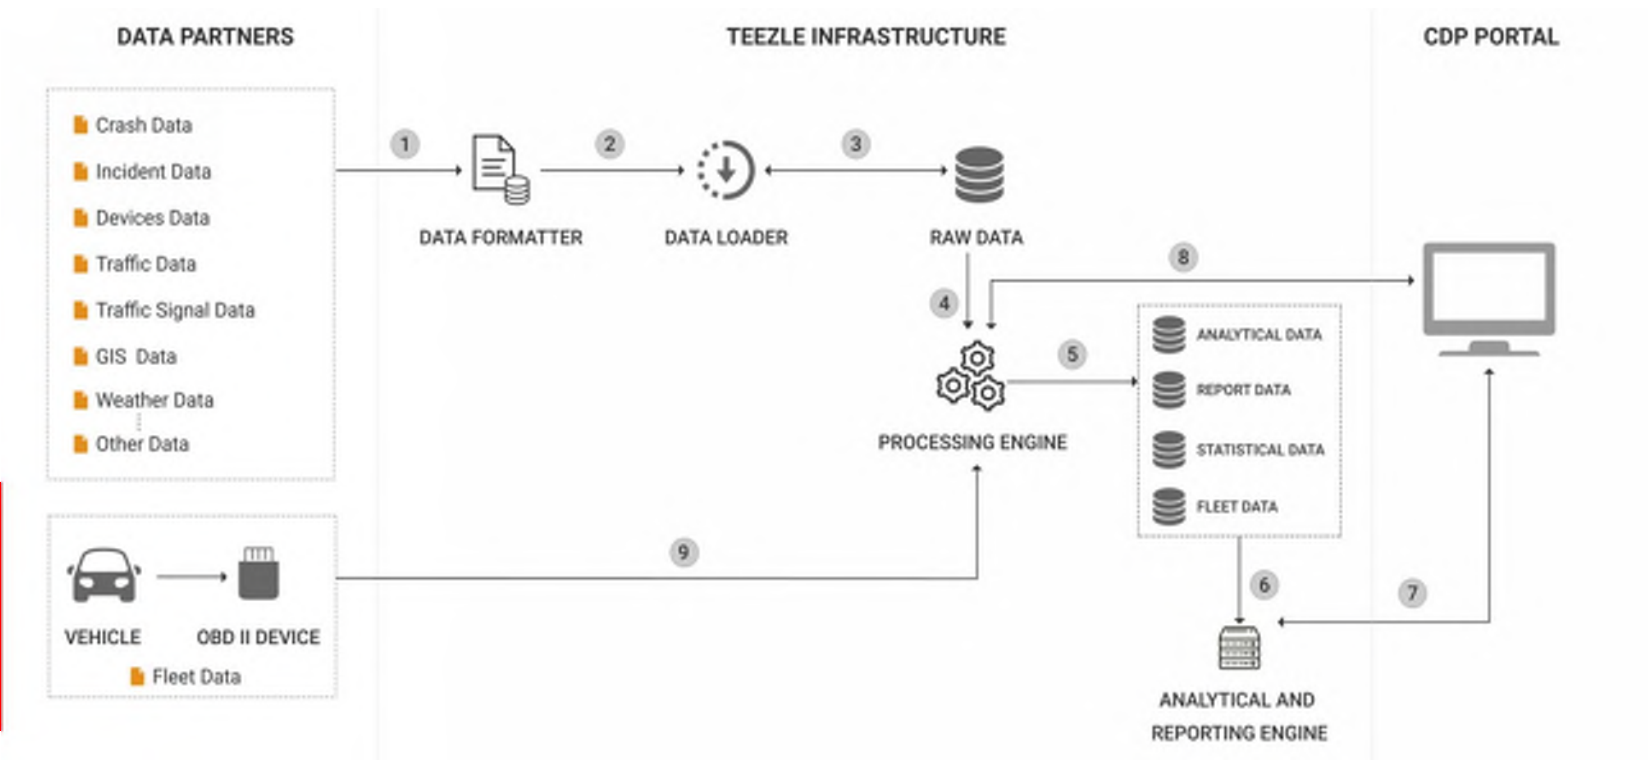 DATA PARTNERS
TEEZLE INFRASTRUCTURE
CDP PORTAL
Crash Data
Incident Data
Devices Data
Traffic Data
Traffic Signal Data
GIS Data
Weather Data
Other Data
1
2
3
DATA FORMATTER
DATA LOADER
RAW DATA
4
8
5
PROCESSING ENGINE
ANALYTICAL DATA
REPORT DATA
STATISTICAL DATA
FLEET DATA
VEHICLE
OBD II DEVICE
Fleet Data
9
6
7
ANALYTICAL AND
REPORTING ENGINE